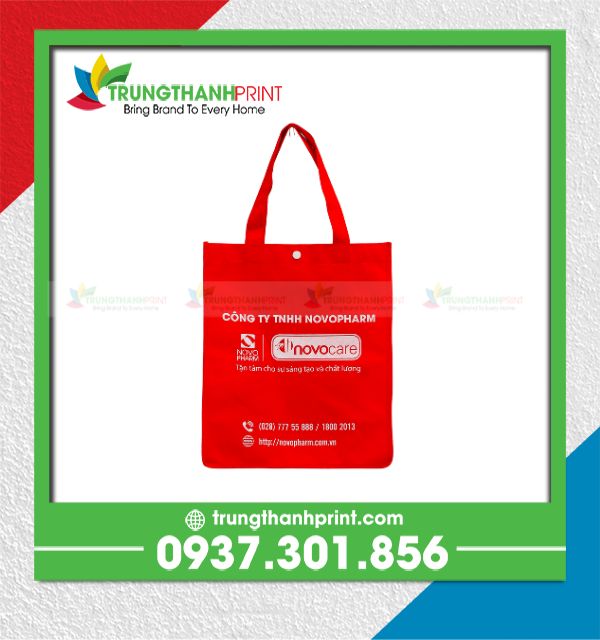 TRUNGTHANHPRINT
Bring Brand To Every Home
TRUNGTHANHPRINT TRUNGTHANHPRINT TRUNGTHANHPRINT TRUNGTHANHPRINT
Bring Brand To Every Home Bring Brand To Every Home Bring Brand To Every Home Bring Brand To Every Home
CÔNG TY TNHH NOVOPHARM
NOVO
PHARM
novocare
Tận tâm cho sự sáng tạo và chất lượng
(028) 777 55 888 / 1800 2013
http://novopharm.com.vn
trungthanhprint.com
0937.301.856